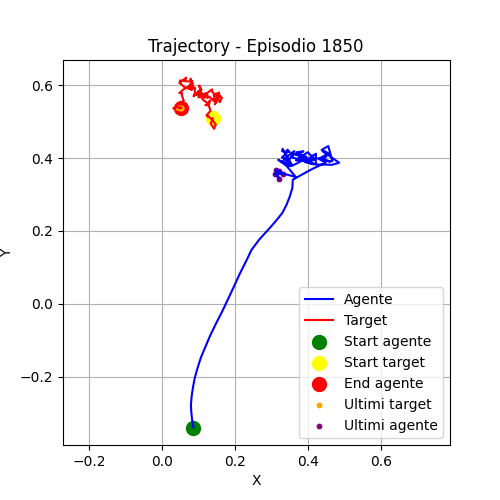 Trajectory - Episodio 1850
0.6
0.4
0.2
0.0
−0.2
Y
Agente
Target
Start agente
Start target
End agente
Ultimi target
Ultimi agente
−0.2
0.0
0.2
0.4
0.6
X